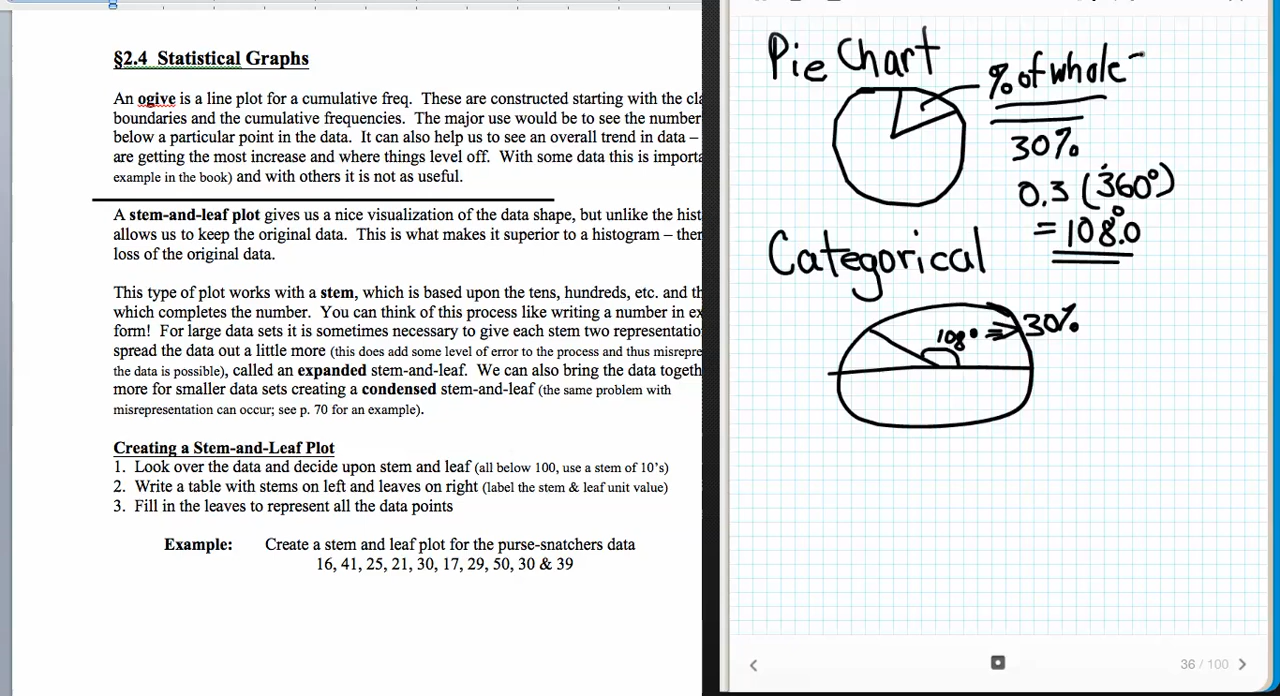 §2.4 Statistical Graphs
An ogive is a line plot for a cumulative freq. These are constructed starting with the cla
boundaries and the cumulative frequencies. The major use would be to see the number
below a particular point in the data. It can also help us to see an overall trend in data –
are getting the most increase and where things level off. With some data this is importa
example in the book) and with others it is not as useful.
A stem-and-leaf plot gives us a nice visualization of the data shape, but unlike the hist
allows us to keep the original data. This is what makes it superior to a histogram – ther
loss of the original data.
This type of plot works with a stem, which is based upon the tens, hundreds, etc. and th
which completes the number. You can think of this process like writing a number in ex
form! For large data sets it is sometimes necessary to give each stem two representatio
spread the data out a little more (this does add some level of error to the process and thus misrepre
the data is possible), called an expanded stem-and-leaf. We can also bring the data togeth
more for smaller data sets creating a condensed stem-and-leaf (the same problem with
misrepresentation can occur; see p. 70 for an example).
Creating a Stem-and-Leaf Plot
1. Look over the data and decide upon stem and leaf (all below 100, use a stem of 10's)
2. Write a table with stems on left and leaves on right (label the stem & leaf unit value)
3. Fill in the leaves to represent all the data points
Example: Create a stem and leaf plot for the purse-snatchers data
16, 41, 25, 21, 30, 17, 29, 50, 30 & 39
Pie Chart
% of whole
30%
0.3 (360°)
= 108.0°
Categorical
108° ⇒ 30%
36 / 100